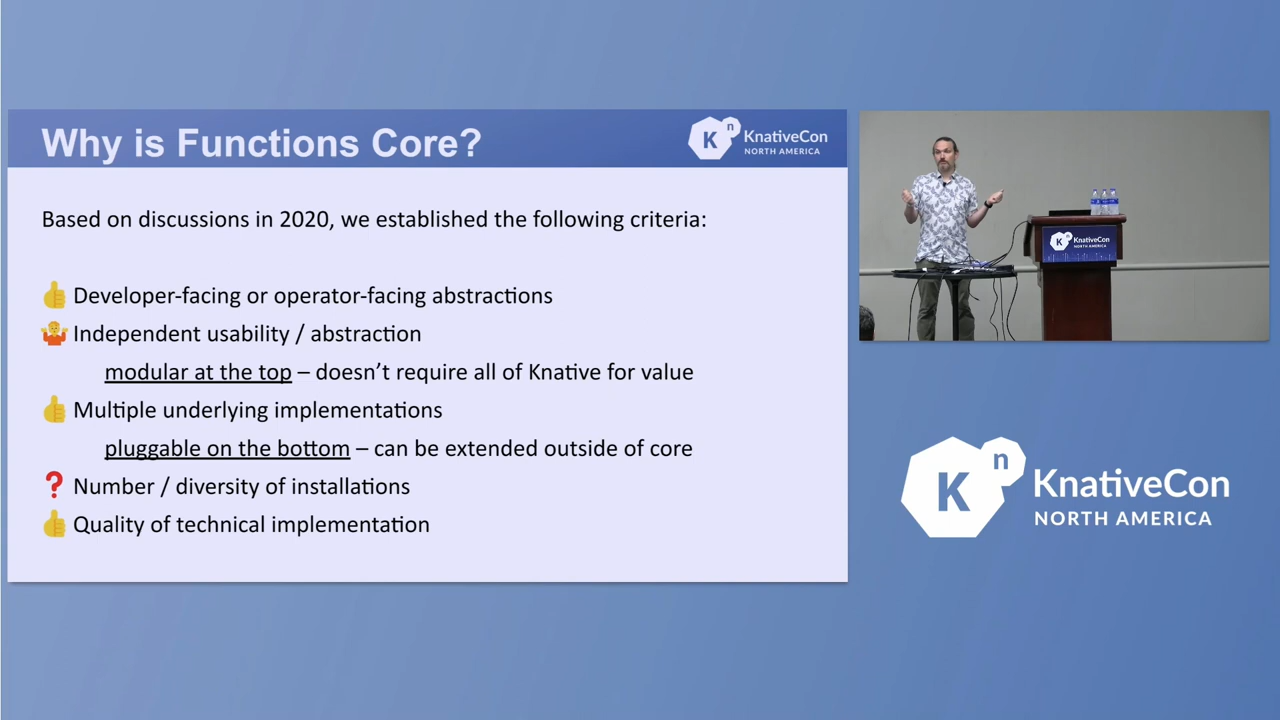 Why is Functions Core?
K n KnativeCon
NORTH AMERICA
Based on discussions in 2020, we established the following criteria:
👍 Developer-facing or operator-facing abstractions
🤷 Independent usability / abstraction
modular at the top – doesn’t require all of Knative for value
👍 Multiple underlying implementations
pluggable on the bottom – can be extended outside of core
❓ Number / diversity of installations
👍 Quality of technical implementation
K KnativeCon
NORTH AMERICA
K n KnativeCon
NORTH AMERICA